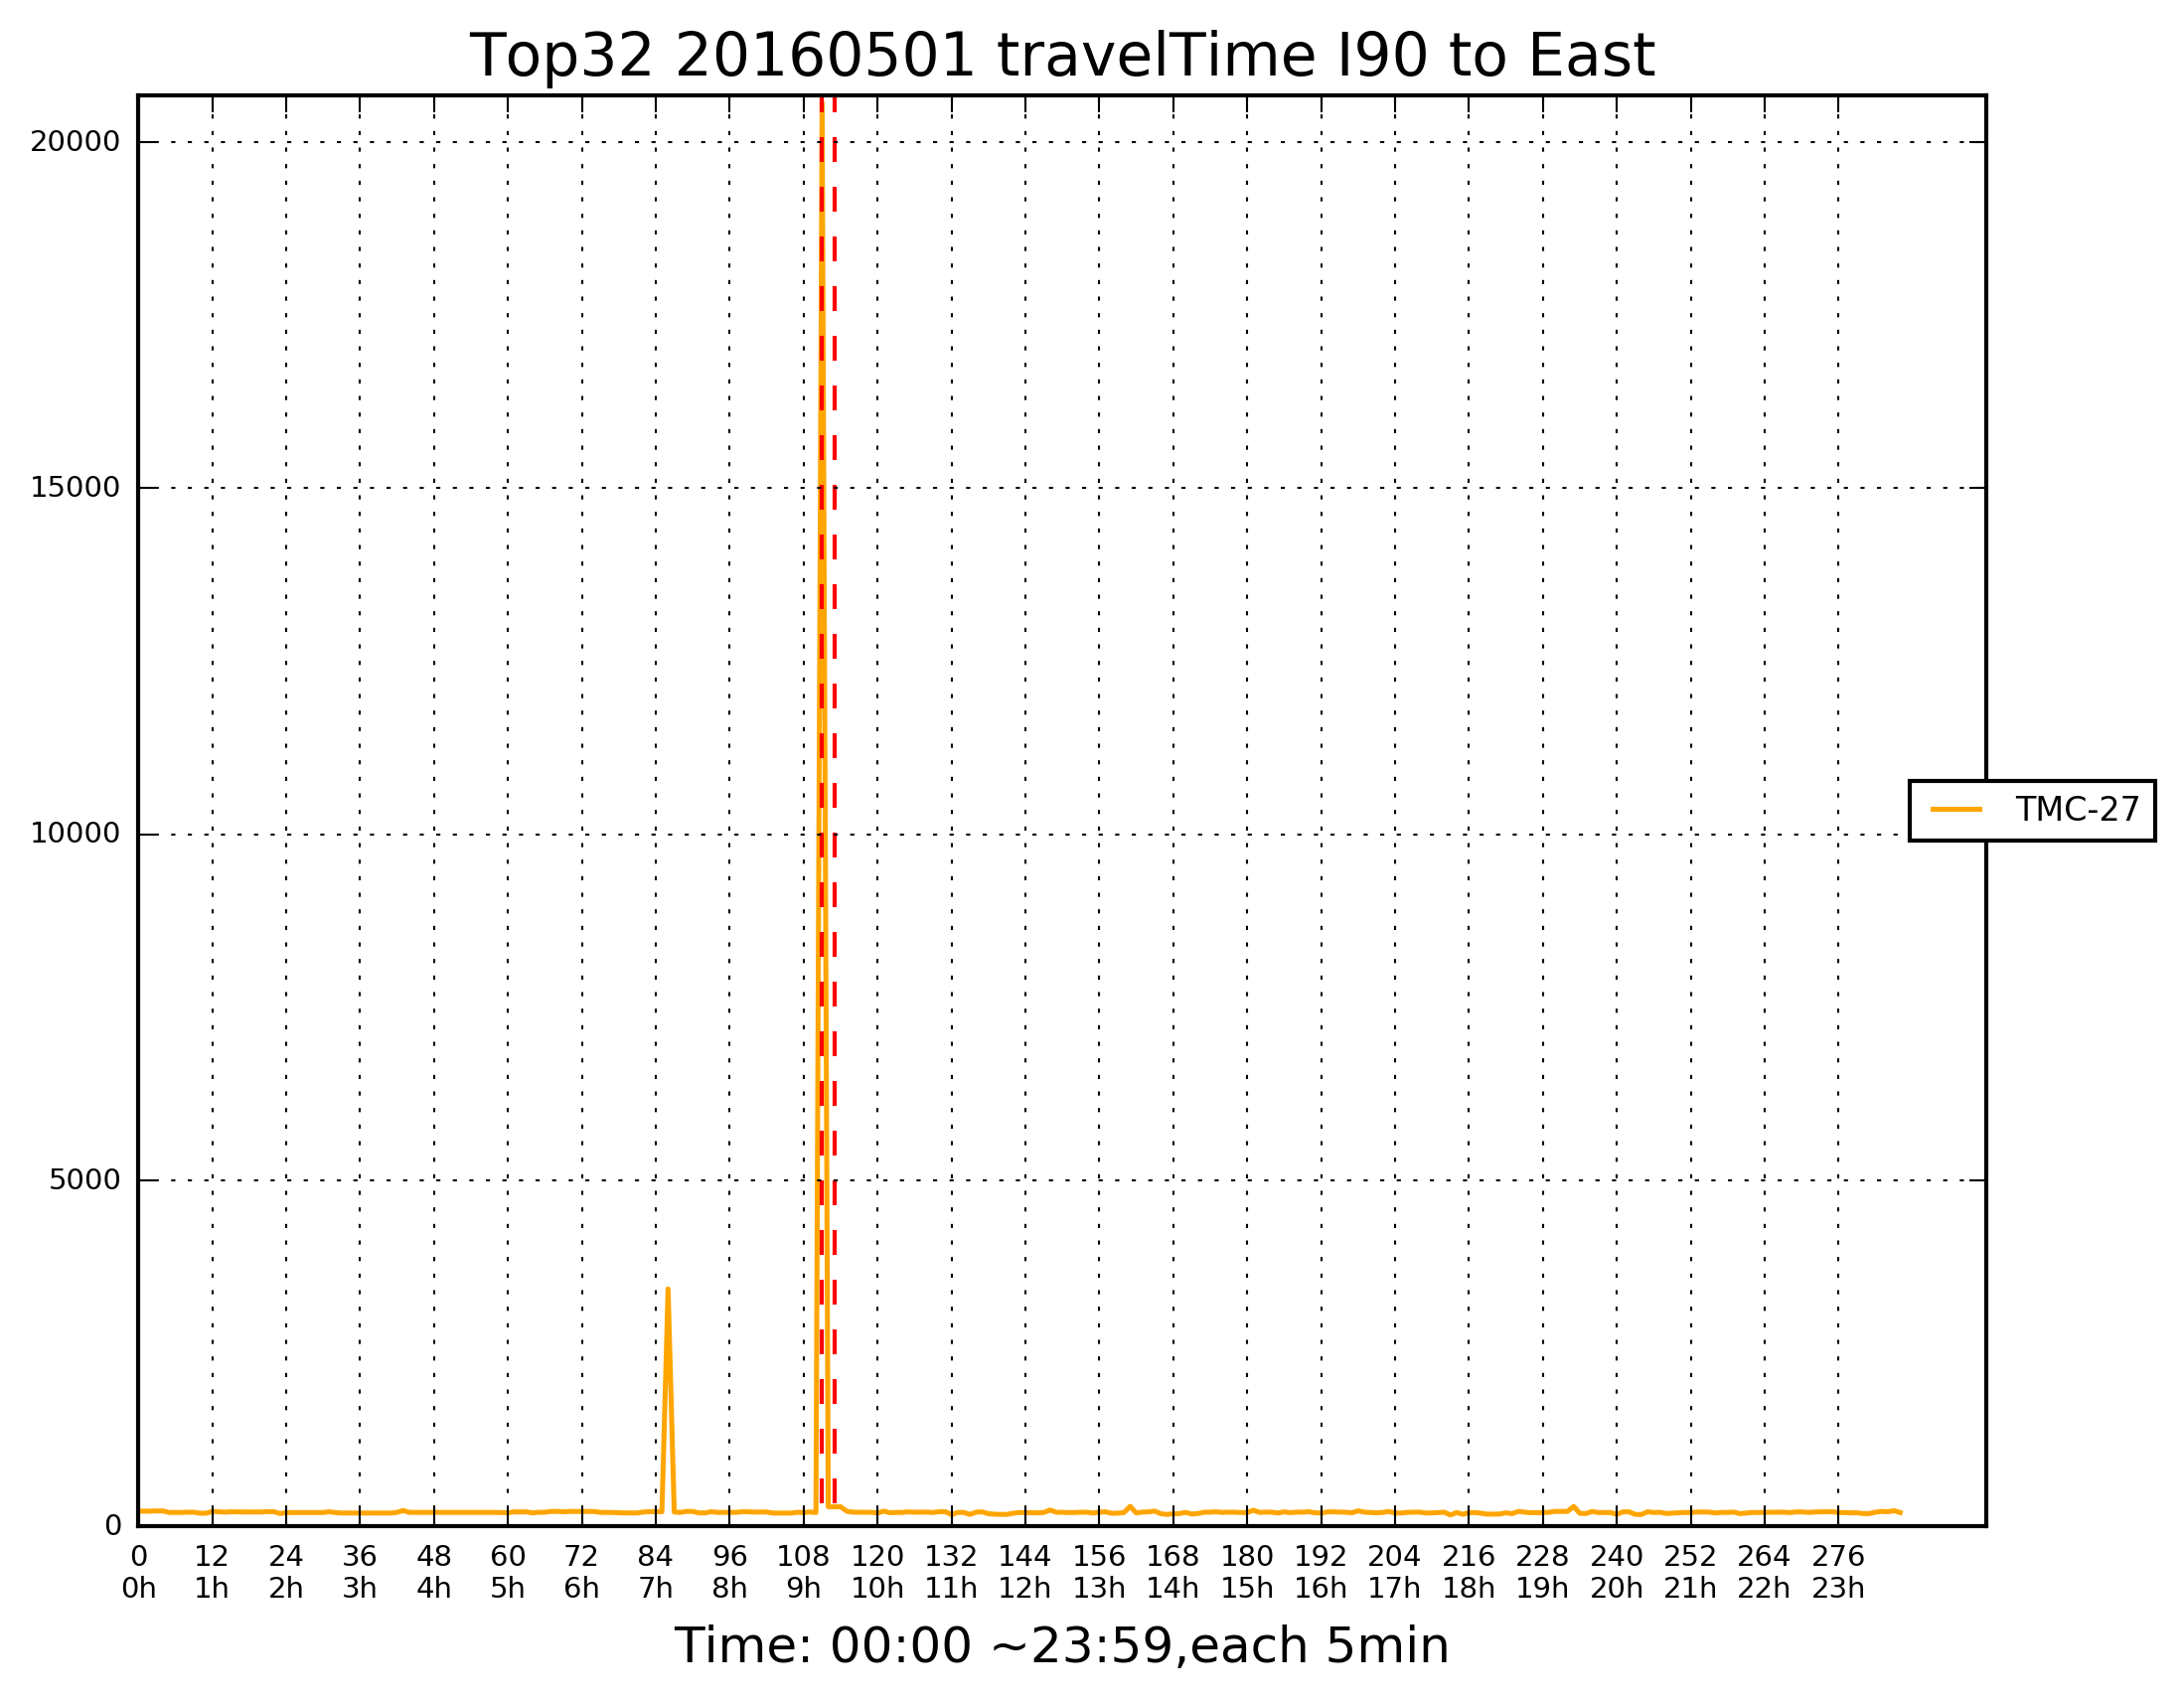 Top32 20160501 travelTime I90 to East
20000
15000
10000
5000
0
TMC-27
0 12 24 36 48 60 72 84 96 108 120 132 144 156 168 180 192 204 216 228 240 252 264 276
0h 1h 2h 3h 4h 5h 6h 7h 8h 9h 10h 11h 12h 13h 14h 15h 16h 17h 18h 19h 20h 21h 22h 23h
Time: 00:00 ~23:59,each 5min